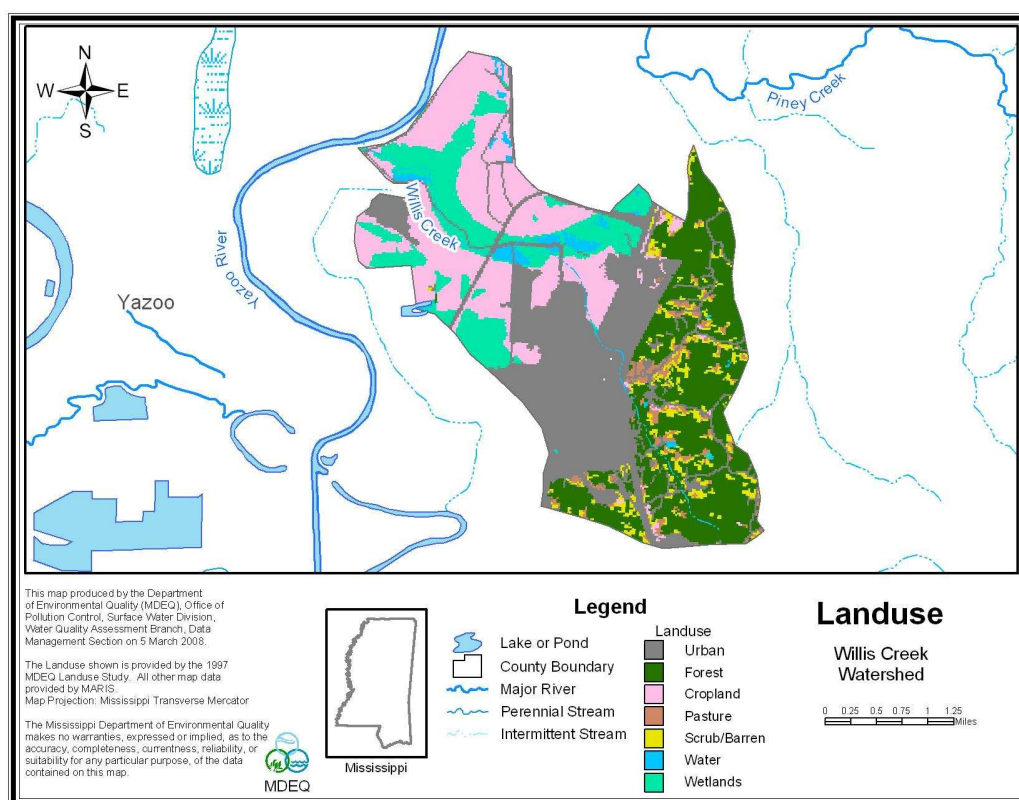 N
W E
S
Piney Creek
Willis Creek
Yazoo River
Yazoo
This map produced by the Department
of Environmental Quality (MDEQ), Office of
Pollution Control, Surface Water Division,
Water Quality Assessment Branch, Data
Management Section on 5 March 2008.
The Landuse shown is provided by the 1997
MDEQ Landuse Study. All other map data
provided by MARIS.
Map Projection: Mississippi Transverse Mercator
The Mississippi Department of Environmental Quality
makes no warranties, expressed or implied, as to the
accuracy, completeness, currentness, reliability, or
suitability for any particular purpose, of the data
contained on this map.
MDEQ
Mississippi
Legend
Lake or Pond
County Boundary
Major River
Perennial Stream
Intermittent Stream
Landuse
Urban
Forest
Cropland
Pasture
Scrub/Barren
Water
Wetlands
Landuse
Willis Creek
Watershed
0 0.25 0.5 0.75 1 1.25
Miles